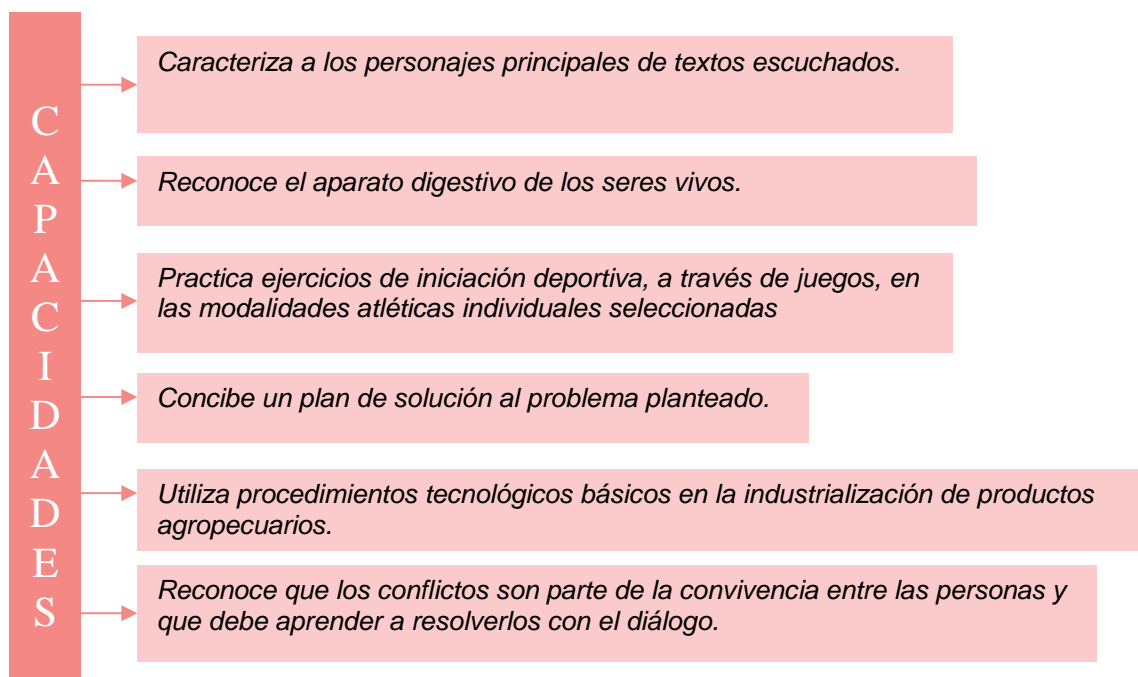 CAPACIDADES
Caracteriza a los personajes principales de textos escuchados.
Reconoce el aparato digestivo de los seres vivos.
Practica ejercicios de iniciación deportiva, a través de juegos, en
las modalidades atléticas individuales seleccionadas
Concibe un plan de solución al problema planteado.
Utiliza procedimientos tecnológicos básicos en la industrialización de productos
agropecuarios.
Reconoce que los conflictos son parte de la convivencia entre las personas y
que debe aprender a resolverlos con el diálogo.